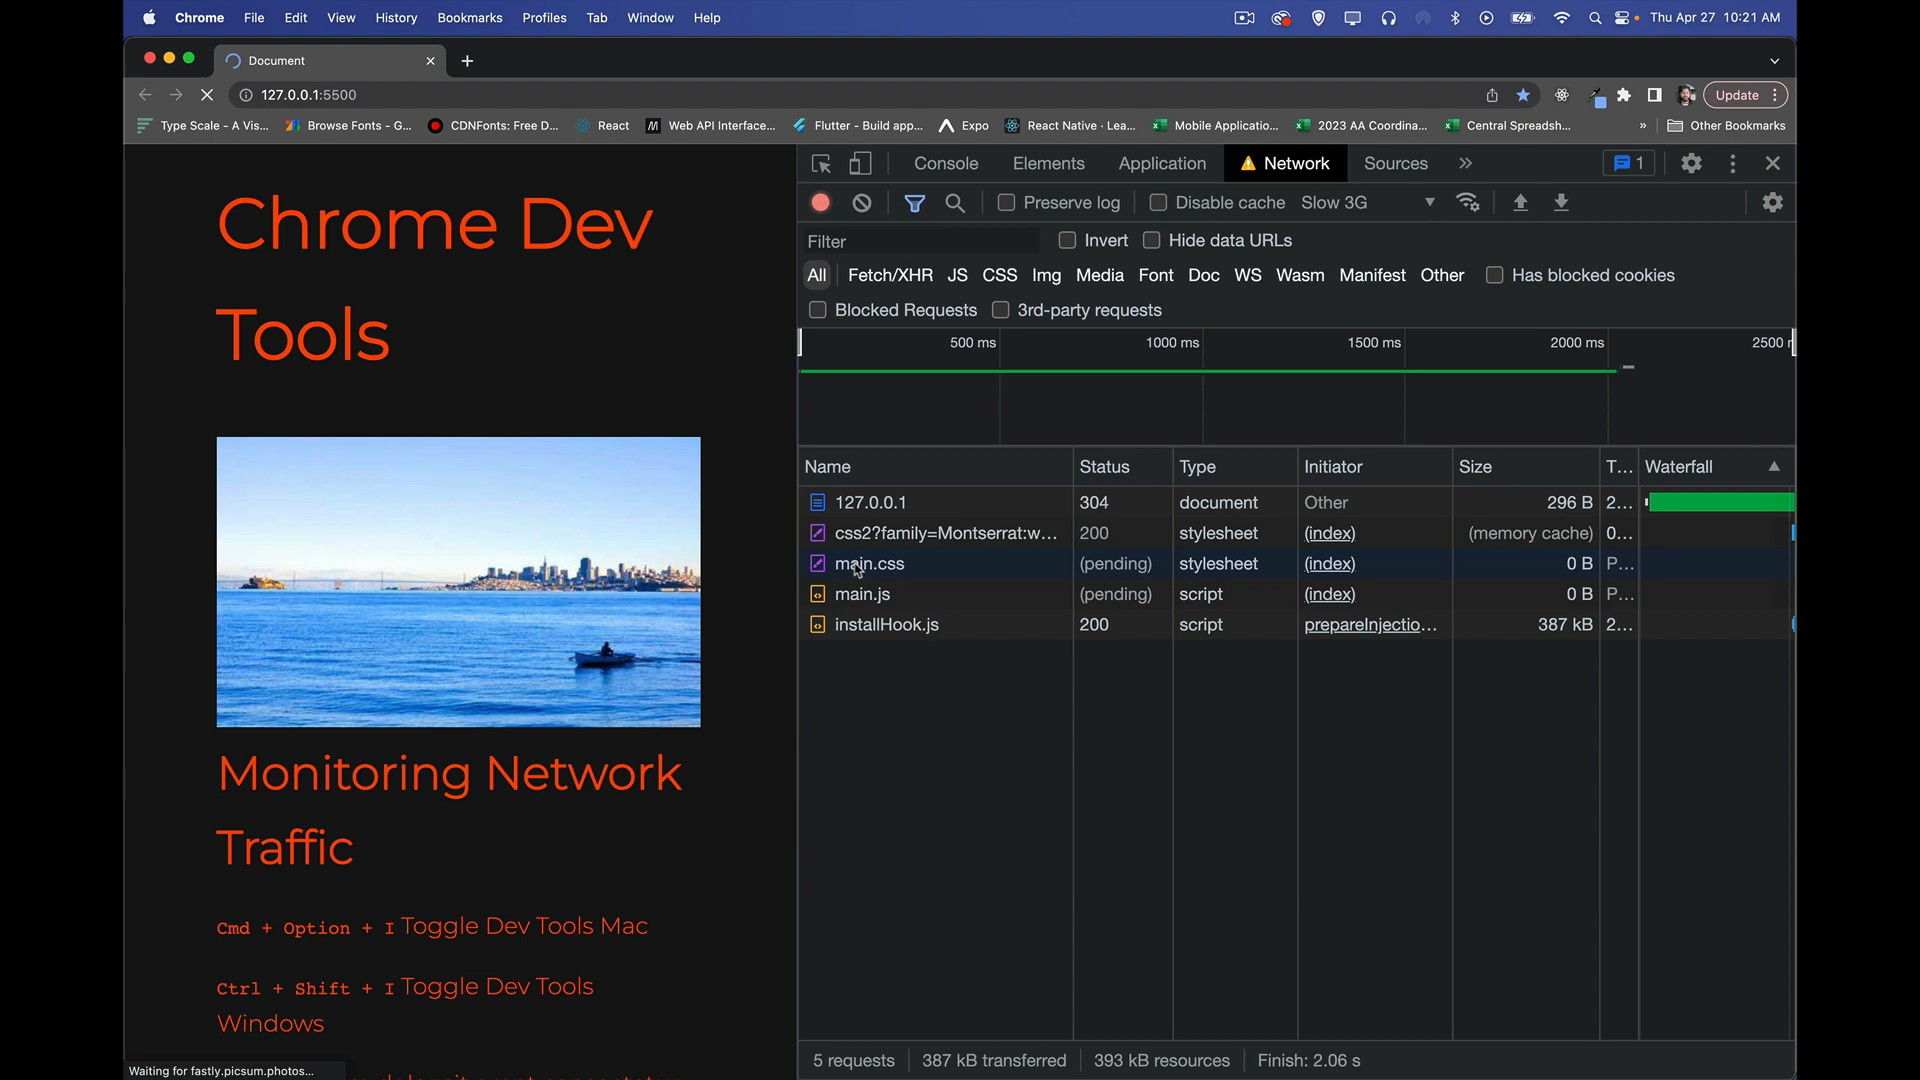 Chrome File Edit View History Bookmarks Profiles Tab Window Help Thu Apr 27 10:21 AM
Document
127.0.0.1:5500 Update
Type Scale - A Vis... Browse Fonts - G... CDNFonts: Free D... React Web API Interface... Flutter - Build app... Expo React Native · Lea... Mobile Applicatio... 2023 AA Coordina... Central Spreadsh... » Other Bookmarks
Chrome Dev
Tools
Monitoring Network
Traffic
Cmd + Option + I Toggle Dev Tools Mac
Ctrl + Shift + I Toggle Dev Tools
Windows
Waiting for fastly.picsum.photos...
Console Elements Application Network Sources » 1
Preserve log Disable cache Slow 3G
Filter Invert Hide data URLs
All Fetch/XHR JS CSS Img Media Font Doc WS Wasm Manifest Other Has blocked cookies
Blocked Requests 3rd-party requests
500 ms 1000 ms 1500 ms 2000 ms 2500
Name Status Type Initiator Size T... Waterfall
127.0.0.1 304 document Other 296 B 2...
css2?family=Montserrat:w... 200 stylesheet (index) (memory cache) 0...
main.css (pending) stylesheet (index) 0 B P...
main.js (pending) script (index) 0 B P...
installHook.js 200 script prepareInjectio... 387 kB 2...
5 requests 387 kB transferred 393 kB resources Finish: 2.06 s